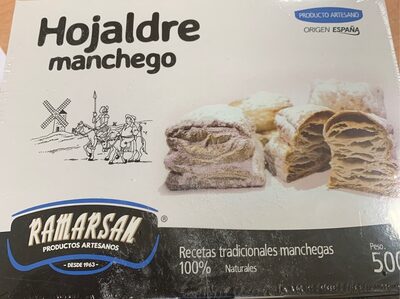 Hojaldre
manchego
PRODUCTO ARTESANO
ORIGEN ESPAÑA
RAMARSAN ®
PRODUCTOS ARTESANOS
- DESDE 1963 -
Recetas tradicionales manchegas
100% Naturales
Peso.
500